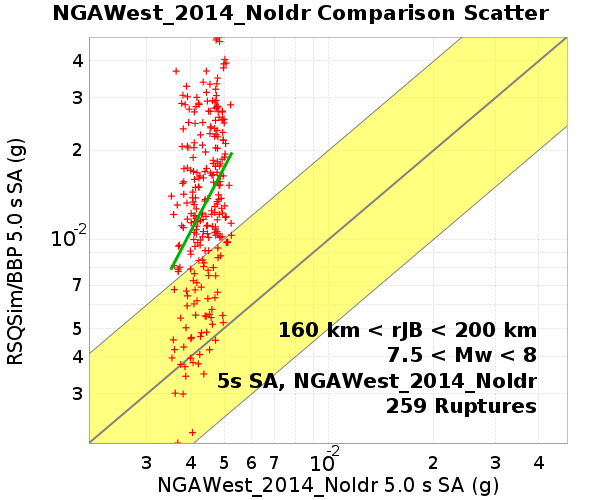 NGAWest_2014_NoIdr Comparison Scatter
RSQSim/BBP 5.0 s SA (g)
4
3
2
10-2
7
5
4
3
160 km < rJB < 200 km
7.5 < Mw < 8
5s SA, NGAWest_2014_NoIdr
259 Ruptures
3 4 5 6 7 10-2 2 3 4
NGAWest_2014_NoIdr 5.0 s SA (g)